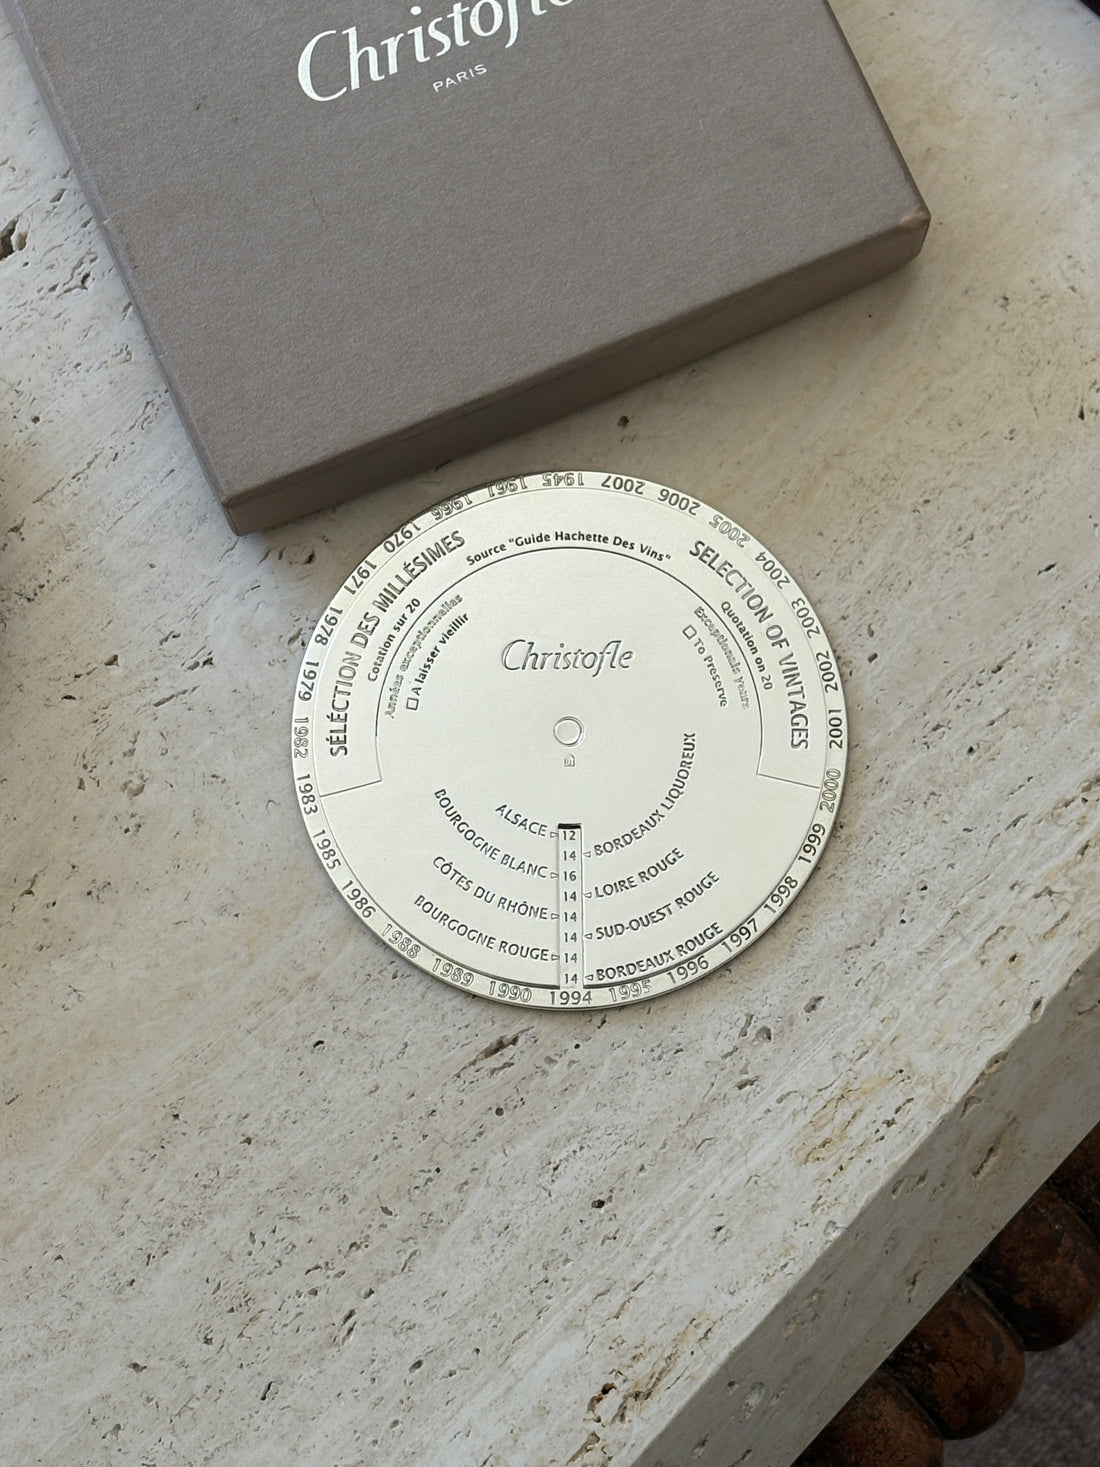 Christofle
PARIS
1945 2007 2006 2005 2004 2003 2002 2001 2000 1999 1998 1997 1996 1995 1994 1990 1989 1988 1986 1985 1983 1982 1979 1978 1971 1970 1966 1961
SÉLÉCTION DES MILLÉSIMES
Cotation sur 20
Années exceptionnelles
A laisser vieillir
Source "Guide Hachette Des Vins"
SELECTION OF VINTAGES
Quotation on 20
Exceptionals Years
To Preserve
Christofle
ALSACE 12
14 BORDEAUX LIQUOREUX
BOURGOGNE BLANC 16
14 LOIRE ROUGE
CÔTES DU RHÔNE 14
14 SUD-OUEST ROUGE
BOURGOGNE ROUGE 14
14 BORDEAUX ROUGE